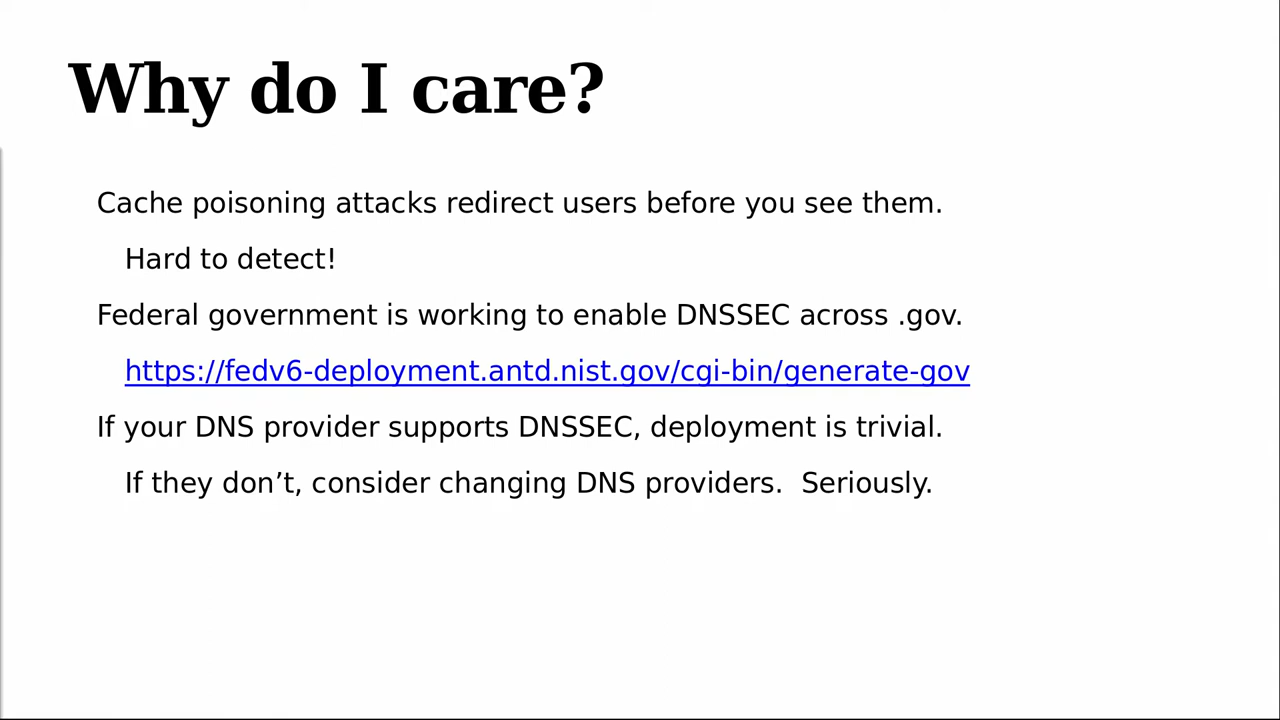 Why do I care?
Cache poisoning attacks redirect users before you see them.
Hard to detect!
Federal government is working to enable DNSSEC across .gov.
https://fedv6-deployment.antd.nist.gov/cgi-bin/generate-gov
If your DNS provider supports DNSSEC, deployment is trivial.
If they don’t, consider changing DNS providers.  Seriously.